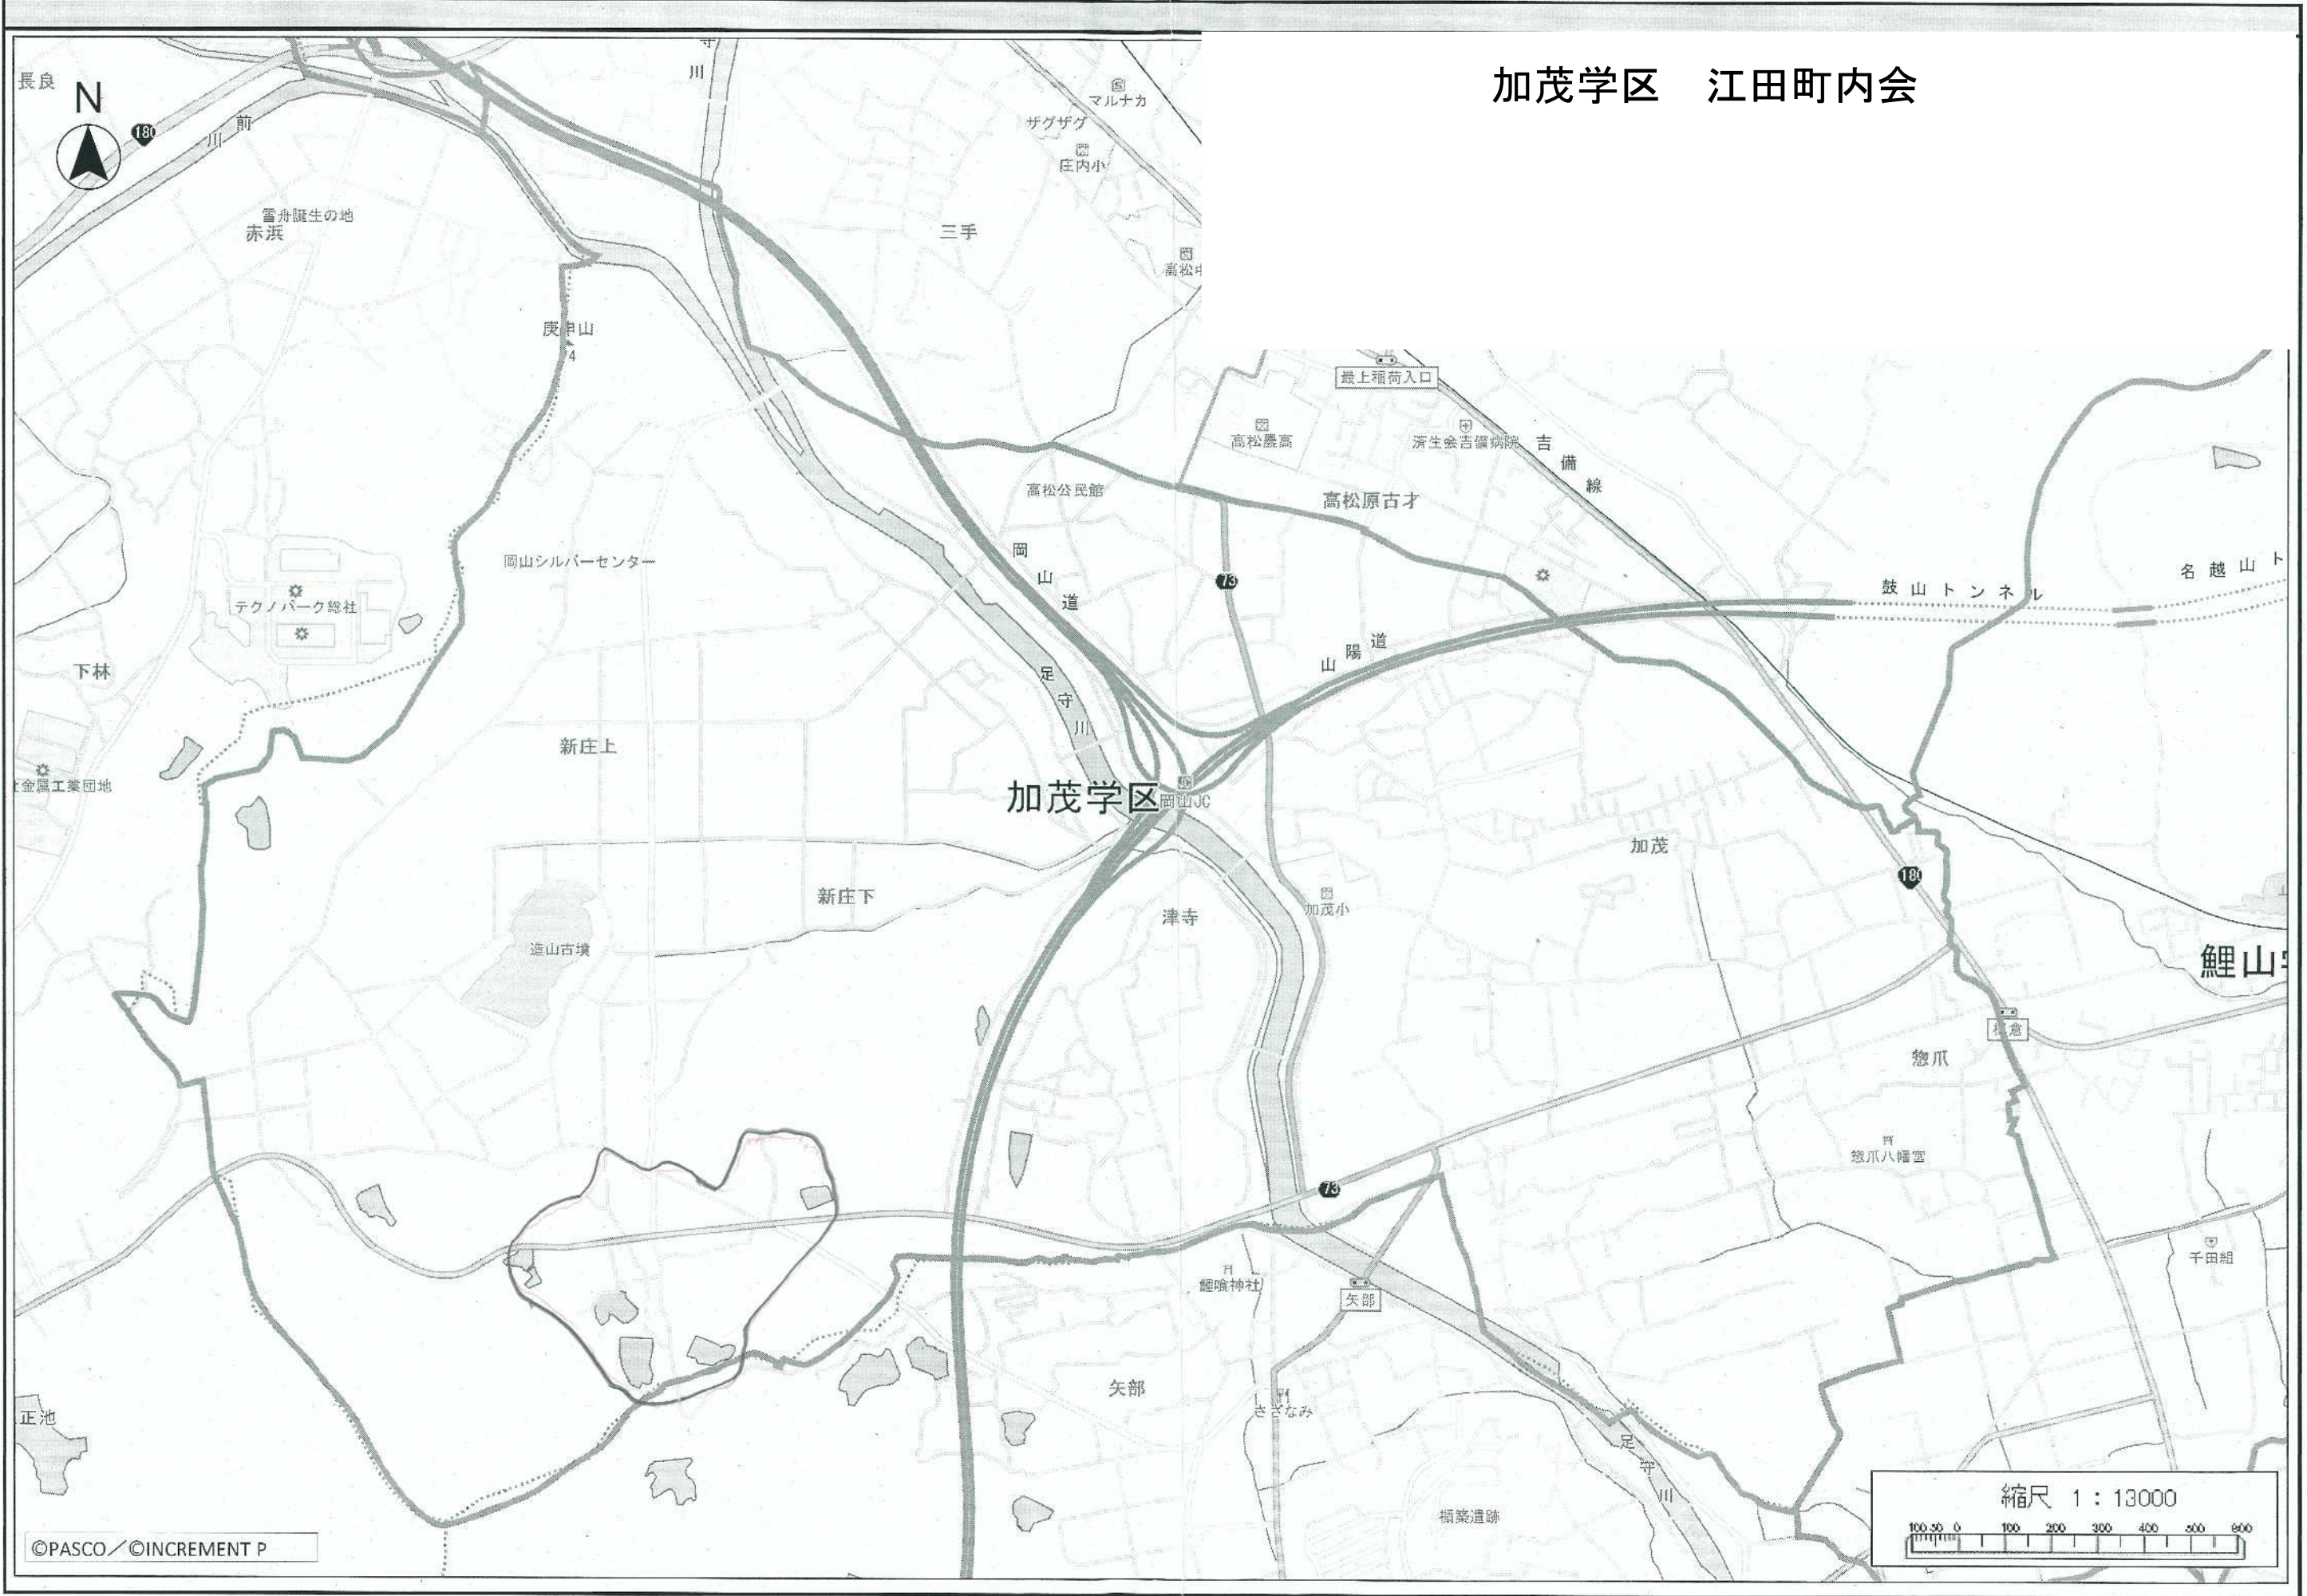 加茂学区 江田町内会
長良
N
180
前
川
寺
川
マルナカ
ザグザグ
庄内小
雪舟誕生の地
赤浜
三手
高松中
庚申山
最上稲荷入口
高松農高
済生会吉備病院
吉備線
高松公民館
高松原古才
岡山シルバーセンター
岡山道
73
鼓山トンネル
名越山ト
テクノパーク総社
山陽道
下林
足守川
新庄上
金属工業団地
加茂学区
岡山JC
加茂
180
新庄下
加茂小
津寺
造山古墳
鯉山
惣爪
惣爪八幡宮
73
千田組
鯉喰神社
矢部
矢部
さざなみ
正池
足守川
楯築遺跡
縮尺 1：13000
100 50 0 100 200 300 400 500 600
©PASCO／©INCREMENT P